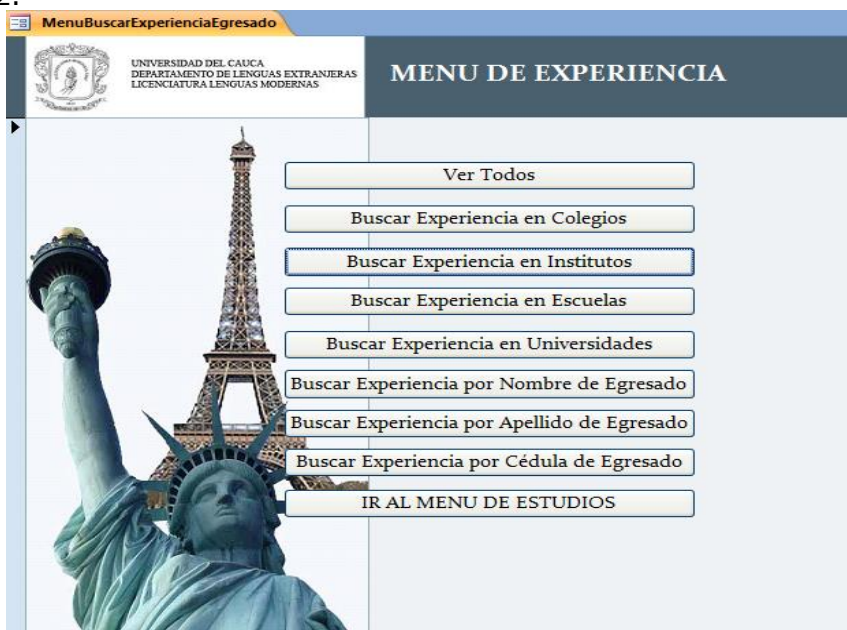 2.
MenuBuscarExperienciaEgresado
UNIVERSIDAD DEL CAUCA
DEPARTAMENTO DE LENGUAS EXTRANJERAS
LICENCIATURA LENGUAS MODERNAS
MENU DE EXPERIENCIA
Ver Todos
Buscar Experiencia en Colegios
Buscar Experiencia en Institutos
Buscar Experiencia en Escuelas
Buscar Experiencia en Universidades
Buscar Experiencia por Nombre de Egresado
Buscar Experiencia por Apellido de Egresado
Buscar Experiencia por Cédula de Egresado
IR AL MENU DE ESTUDIOS